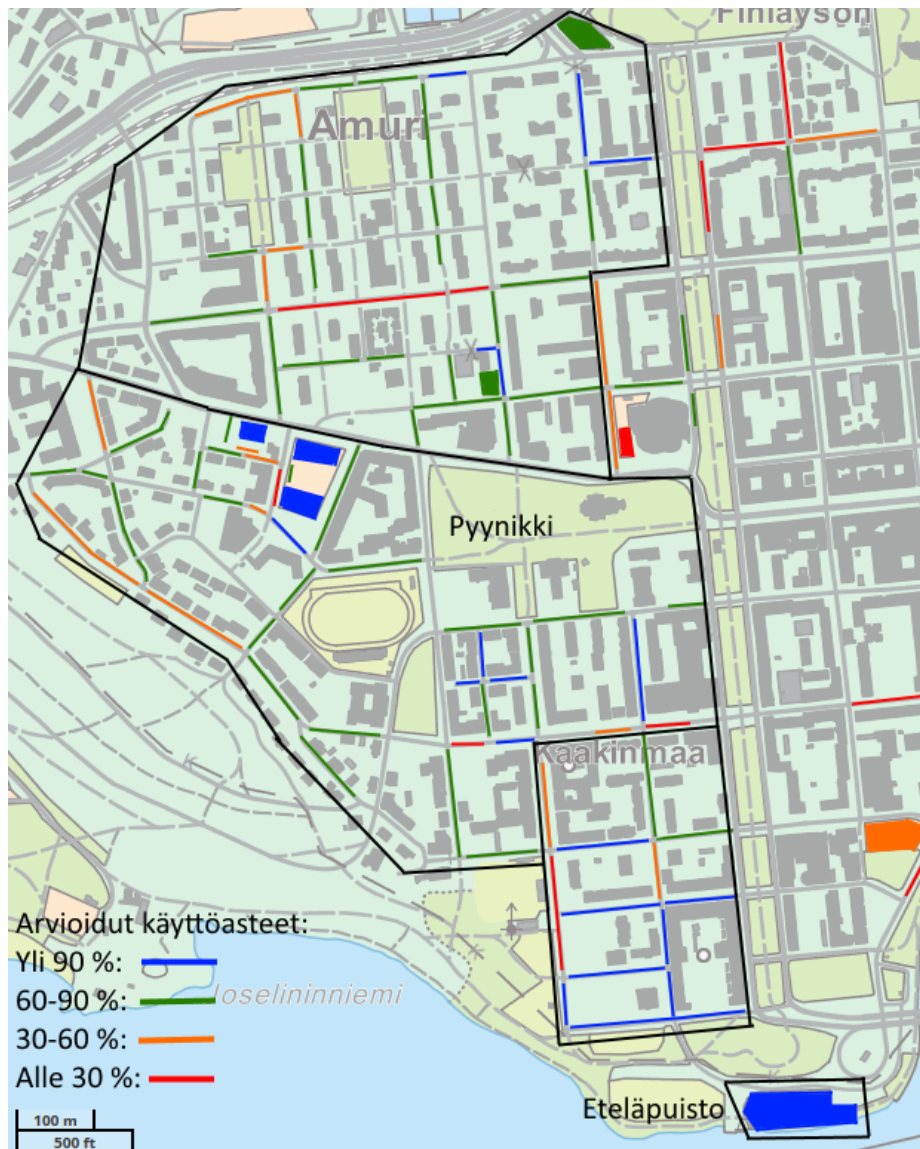 Finlayson
Amuri
Pyynikki
Kaakinmaa
Arvioidut käyttöasteet:
Yli 90 %:
60-90 %:
Joselininniemi
30-60 %:
Alle 30 %:
Eteläpuisto
100 m
500 ft